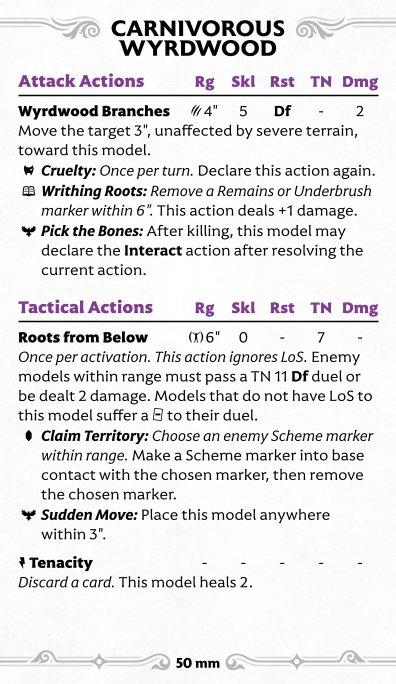 CARNIVOROUS
WYRDWOOD
Attack Actions Rg Skl Rst TN Dmg
Wyrdwood Branches 4" 5 Df - 2
Move the target 3", unaffected by severe terrain,
toward this model.
Cruelty: Once per turn. Declare this action again.
Writhing Roots: Remove a Remains or Underbrush
marker within 6". This action deals +1 damage.
Pick the Bones: After killing, this model may
declare the Interact action after resolving the
current action.
Tactical Actions Rg Skl Rst TN Dmg
Roots from Below 6" 0 - 7 -
Once per activation. This action ignores LoS. Enemy
models within range must pass a TN 11 Df duel or
be dealt 2 damage. Models that do not have LoS to
this model suffer a to their duel.
Claim Territory: Choose an enemy Scheme marker
within range. Make a Scheme marker into base
contact with the chosen marker, then remove
the chosen marker.
Sudden Move: Place this model anywhere
within 3".
Tenacity - - - - -
Discard a card. This model heals 2.
50 mm